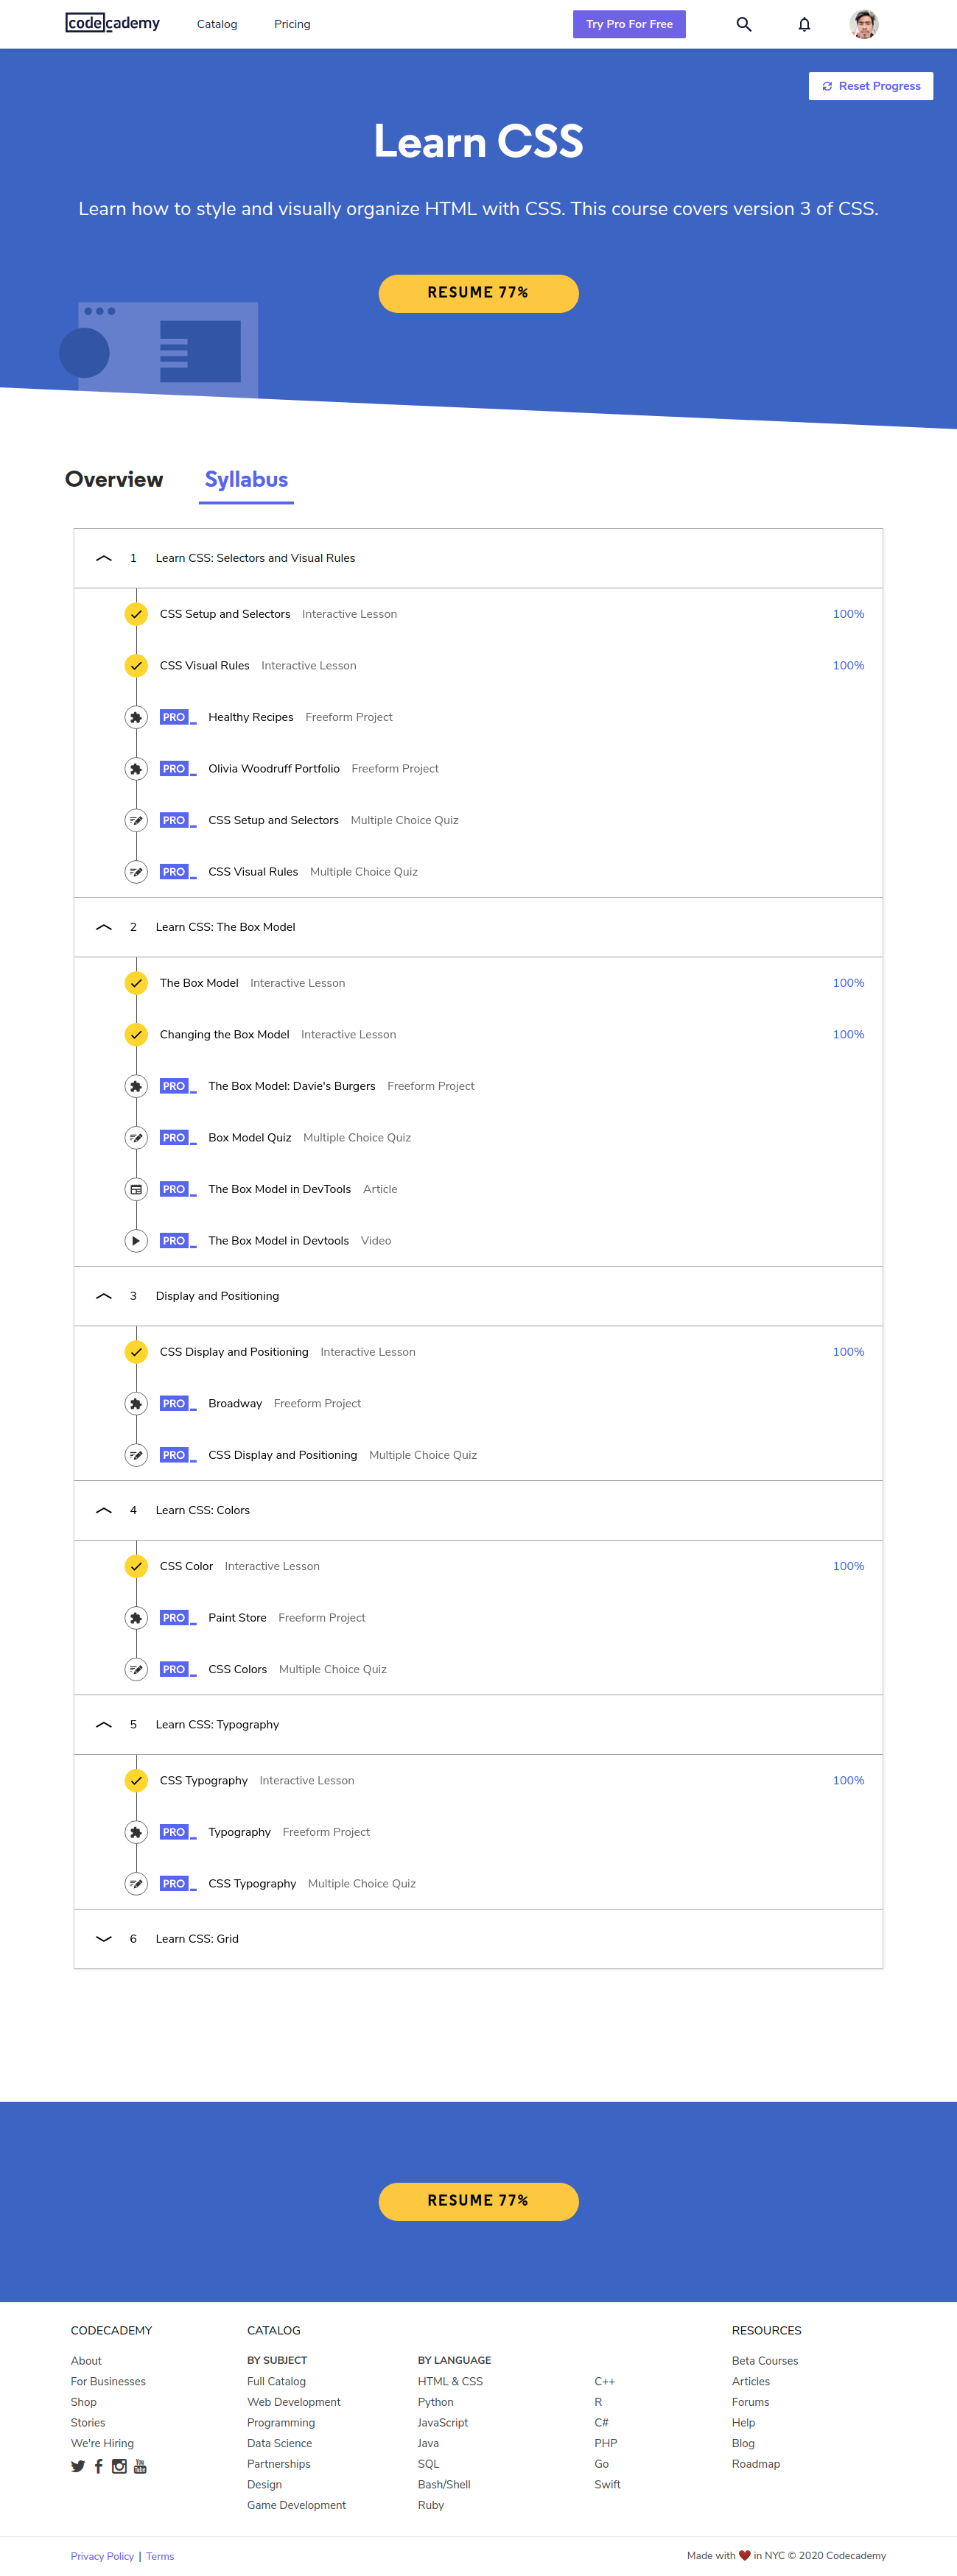 codecademy Catalog Pricing Try Pro For Free
Reset Progress
Learn CSS
Learn how to style and visually organize HTML with CSS. This course covers version 3 of CSS.
RESUME 77%
Overview Syllabus
1 Learn CSS: Selectors and Visual Rules
CSS Setup and Selectors Interactive Lesson 100%
CSS Visual Rules Interactive Lesson 100%
PRO Healthy Recipes Freeform Project
PRO Olivia Woodruff Portfolio Freeform Project
PRO CSS Setup and Selectors Multiple Choice Quiz
PRO CSS Visual Rules Multiple Choice Quiz
2 Learn CSS: The Box Model
The Box Model Interactive Lesson 100%
Changing the Box Model Interactive Lesson 100%
PRO The Box Model: Davie's Burgers Freeform Project
PRO Box Model Quiz Multiple Choice Quiz
PRO The Box Model in DevTools Article
PRO The Box Model in Devtools Video
3 Display and Positioning
CSS Display and Positioning Interactive Lesson 100%
PRO Broadway Freeform Project
PRO CSS Display and Positioning Multiple Choice Quiz
4 Learn CSS: Colors
CSS Color Interactive Lesson 100%
PRO Paint Store Freeform Project
PRO CSS Colors Multiple Choice Quiz
5 Learn CSS: Typography
CSS Typography Interactive Lesson 100%
PRO Typography Freeform Project
PRO CSS Typography Multiple Choice Quiz
6 Learn CSS: Grid
RESUME 77%
CODECADEMY CATALOG RESOURCES
About BY SUBJECT BY LANGUAGE Beta Courses
For Businesses Full Catalog HTML & CSS C++ Articles
Shop Web Development Python R Forums
Stories Programming JavaScript C# Help
We're Hiring Data Science Java PHP Blog
You Tube Partnerships SQL Go Roadmap
Design Bash/Shell Swift
Game Development Ruby
Privacy Policy | Terms Made with ❤️ in NYC © 2020 Codecademy